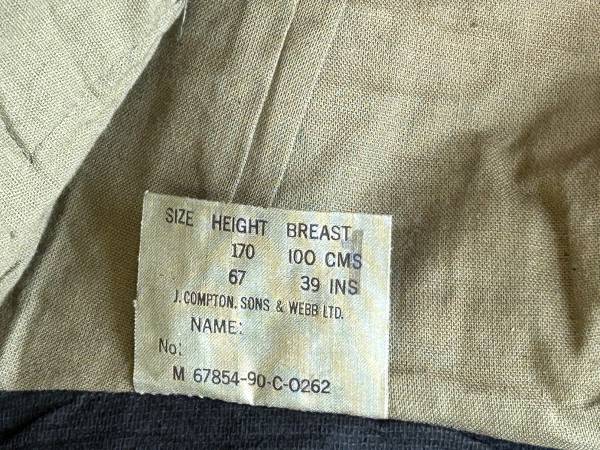 SIZE HEIGHT BREAST
170 100 CMS
67 39 INS
J. COMPTON. SONS & WEBB LTD.
NAME:
No:
M 67854-90-C-0262